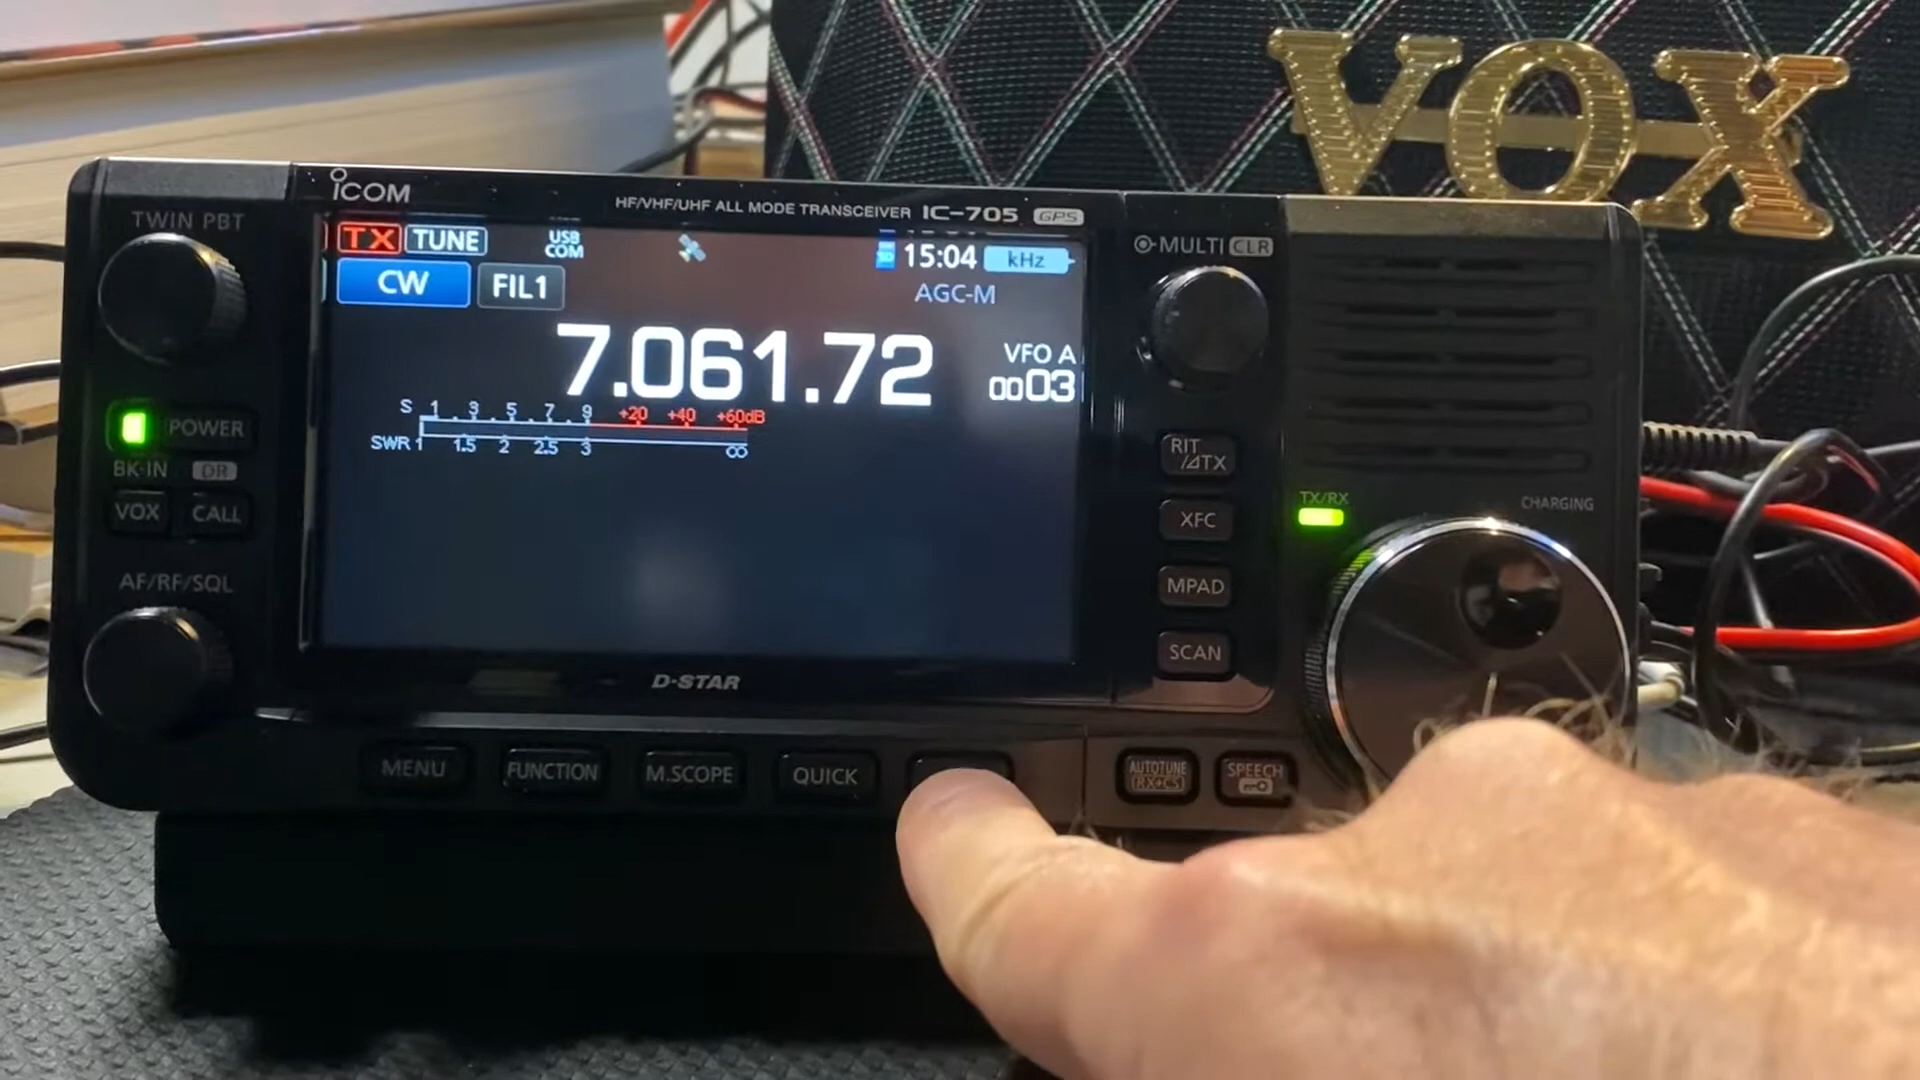 VOX
ICOM
HF/VHF/UHF ALL MODE TRANSCEIVER IC-705 GPS
TWIN PBT
TX TUNE USB COM 15:04 kHz
CW FIL1 AGC-M
7.061.72 VFO A
0003
S 1 . 3 . 5 . 7 . 9 +20 +40 +60dB
SWR 1 1.5 2 2.5 3 ∞
MULTI CLR
POWER
BK-IN DR
VOX CALL
AF/RF/SQL
RIT
/⊿TX
XFC
MPAD
SCAN
TX/RX CHARGING
D-STAR
MENU FUNCTION M.SCOPE QUICK
AUTOTUNE
RX→CS
SPEECH